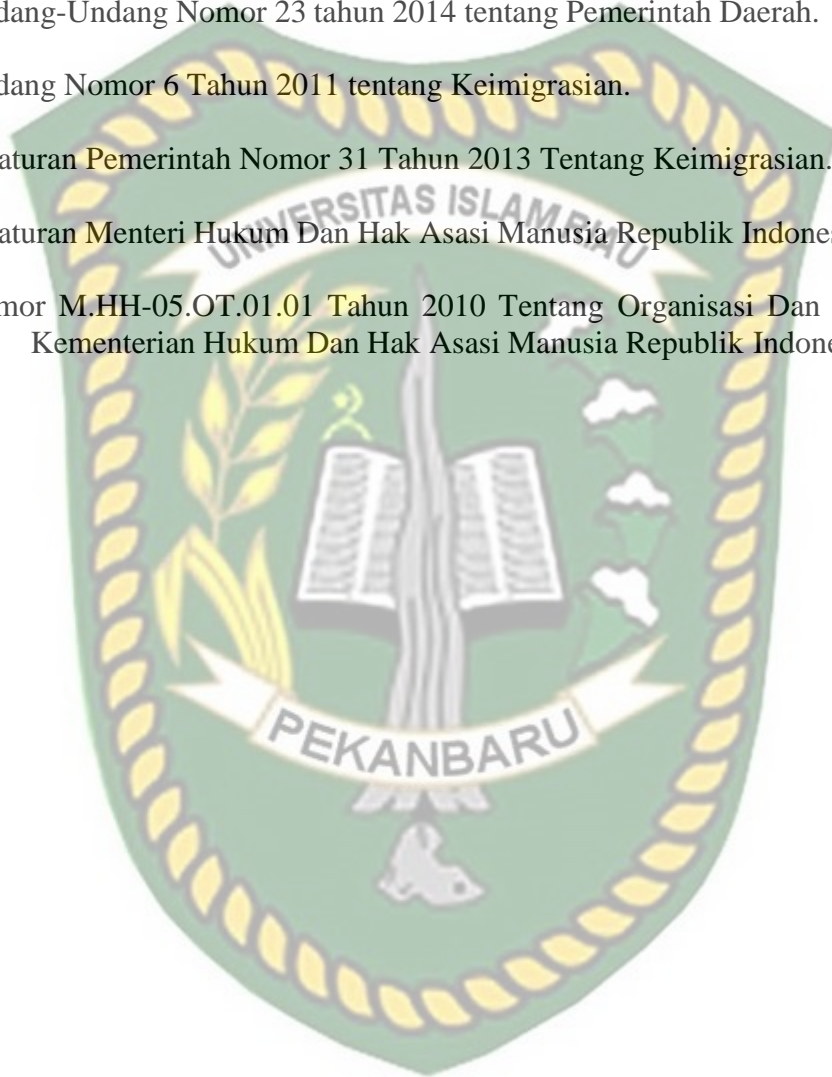 dang-Undang Nomor 23 tahun 2014 tentang Pemerintah Daerah.
dang Nomor 6 Tahun 2011 tentang Keimigrasian.
aturan Pemerintah Nomor 31 Tahun 2013 Tentang Keimigrasian.
aturan Menteri Hukum Dan Hak Asasi Manusia Republik Indones
UNIVERSITAS ISLAM RIAU
mor M.HH-05.OT.01.01 Tahun 2010 Tentang Organisasi Dan
Kementerian Hukum Dan Hak Asasi Manusia Republik Indone
PEKANBARU